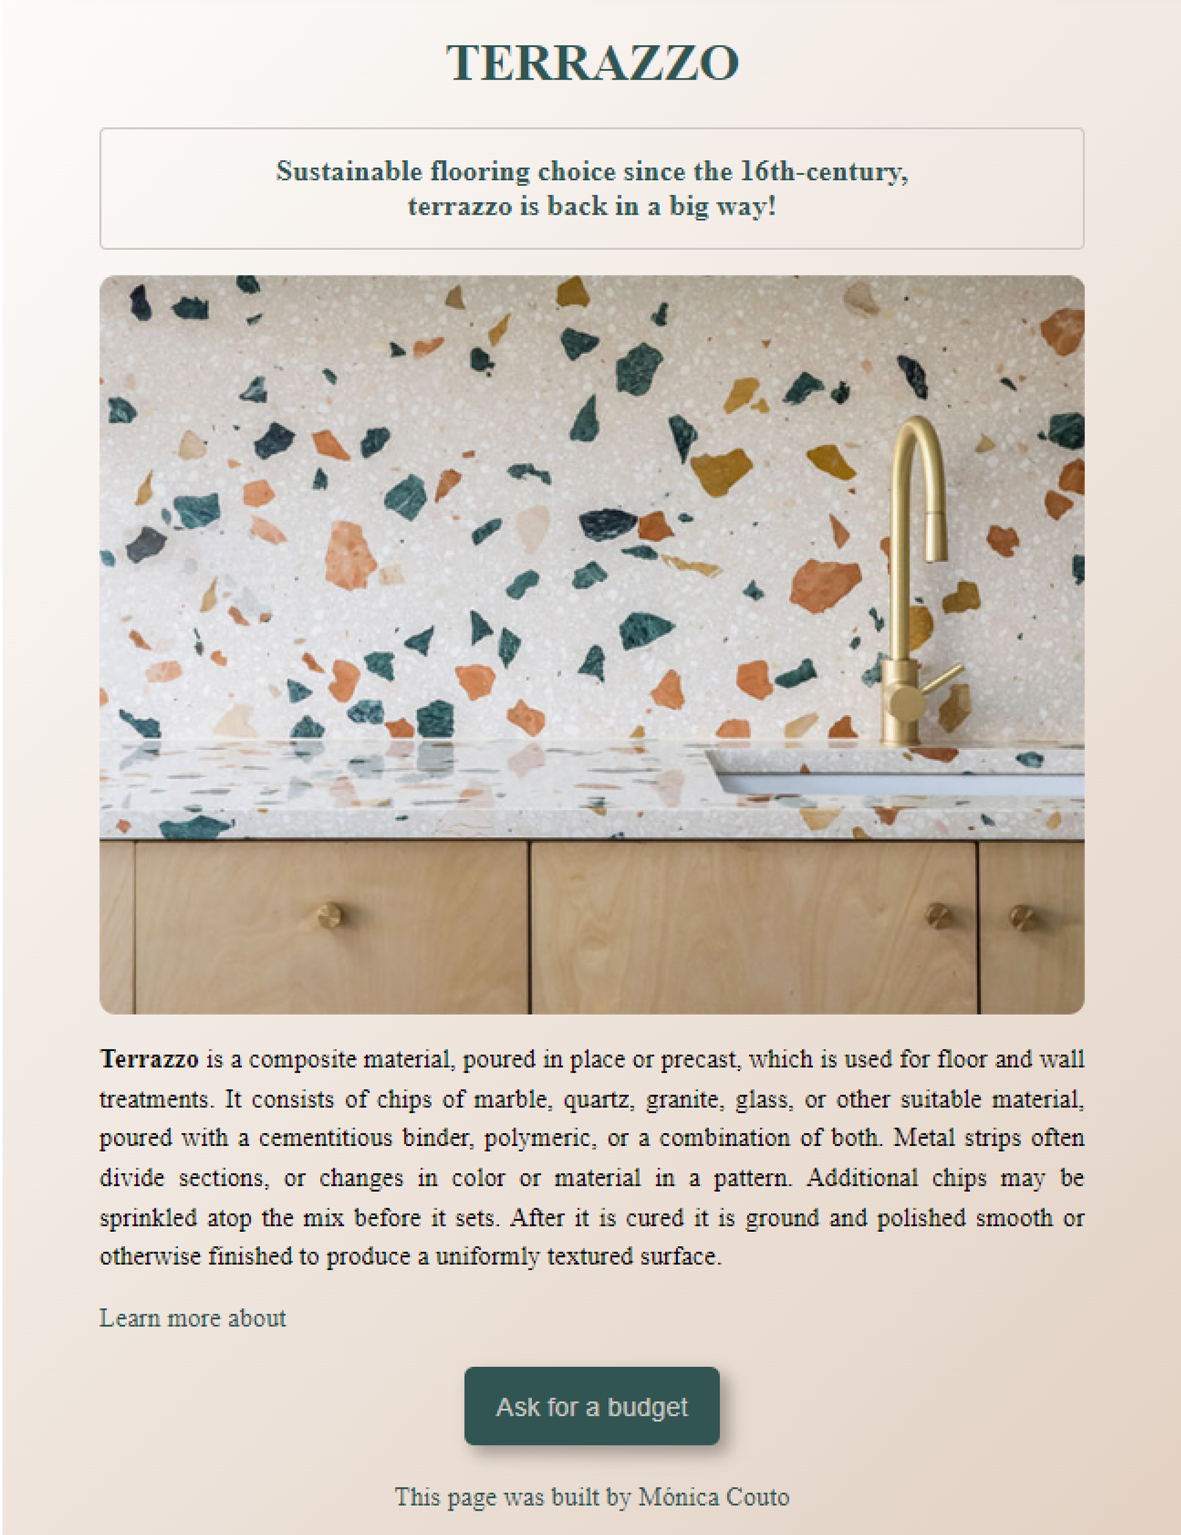 TERRAZZO
Sustainable flooring choice since the 16th-century,
terrazzo is back in a big way!
Terrazzo is a composite material, poured in place or precast, which is used for floor and wall
treatments. It consists of chips of marble, quartz, granite, glass, or other suitable material,
poured with a cementitious binder, polymeric, or a combination of both. Metal strips often
divide sections, or changes in color or material in a pattern. Additional chips may be
sprinkled atop the mix before it sets. After it is cured it is ground and polished smooth or
otherwise finished to produce a uniformly textured surface.
Learn more about
Ask for a budget
This page was built by Mónica Couto